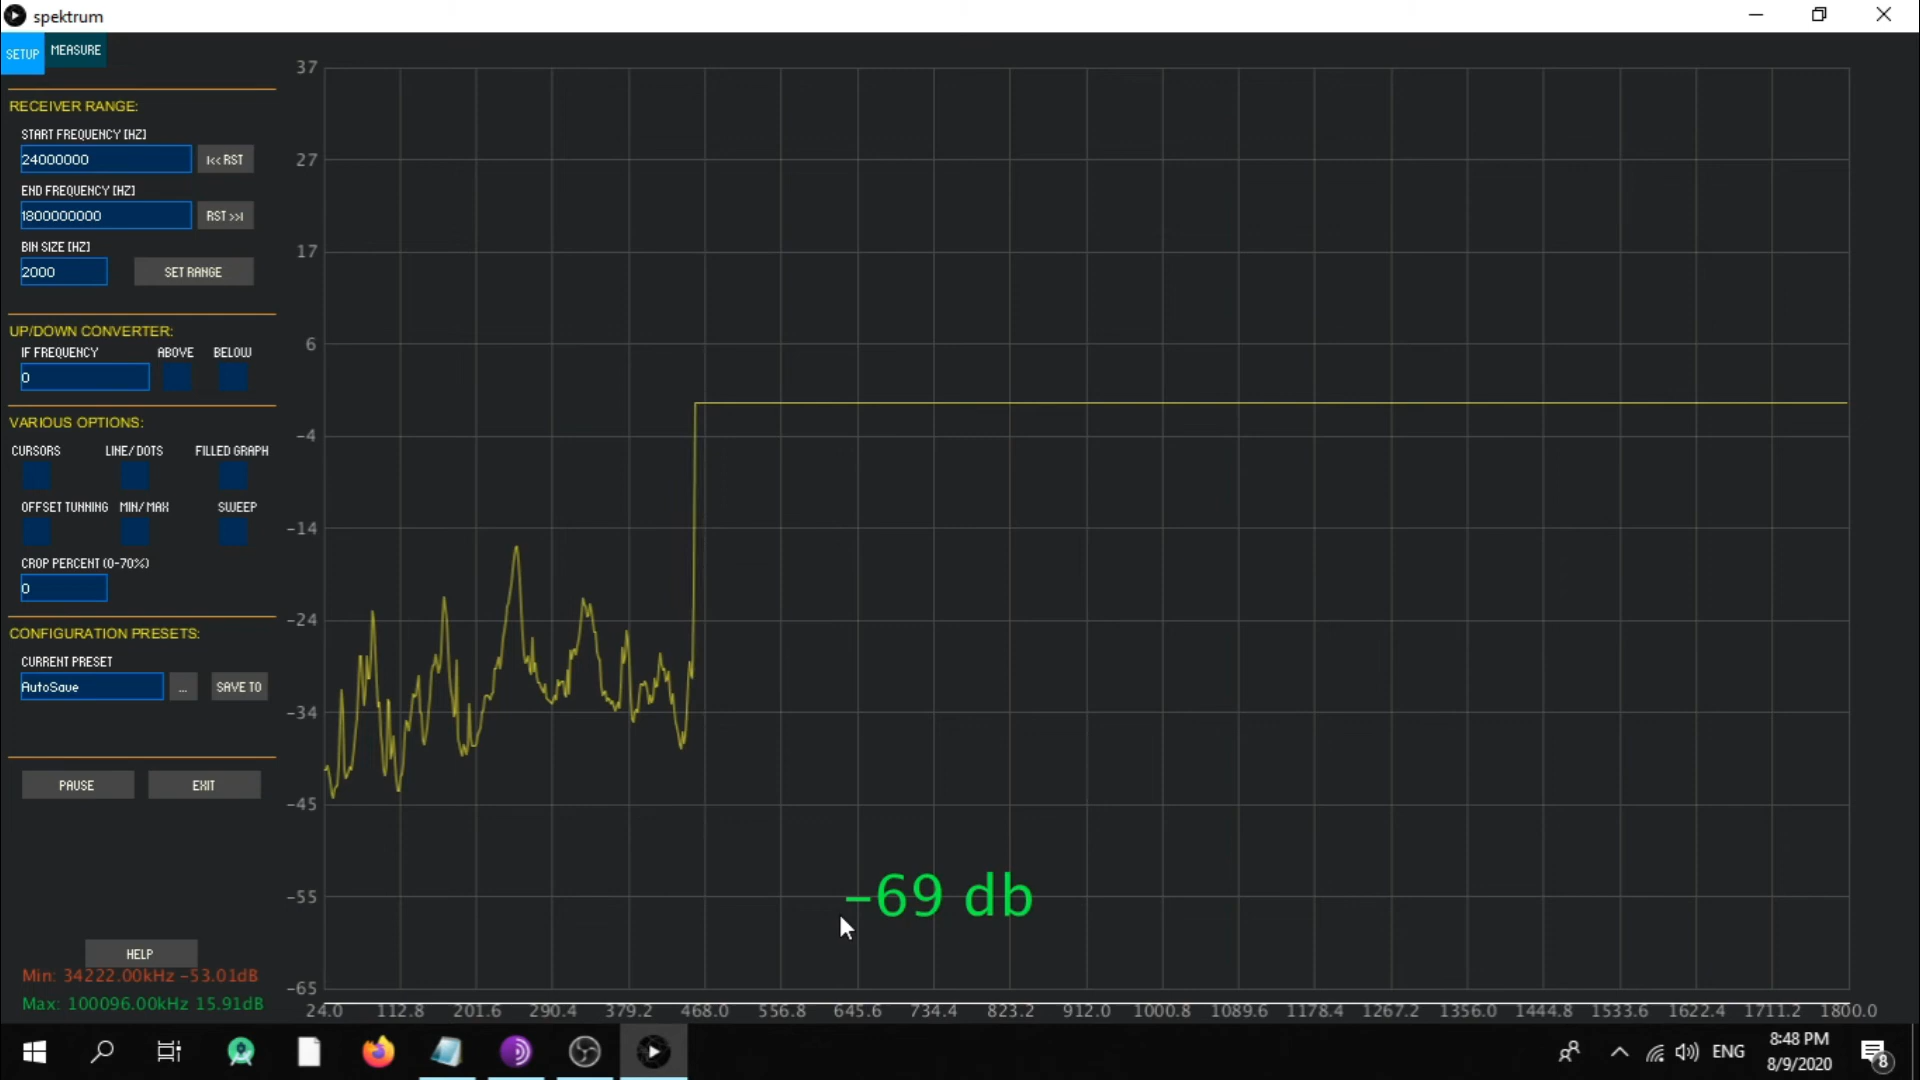 spektrum
SETUP MEASURE
RECEIVER RANGE:
START FREQUENCY [HZ]
24000000 |<< RST
END FREQUENCY [HZ]
1800000000 RST >>|
BIN SIZE [HZ]
2000 SET RANGE
UP/DOWN CONVERTER:
IF FREQUENCY ABOVE BELOW
0
VARIOUS OPTIONS:
CURSORS LINE/DOTS FILLED GRAPH
OFFSET TUNNING MIN/MAX SWEEP
CROP PERCENT (0-70%)
0
CONFIGURATION PRESETS:
CURRENT PRESET
AutoSave ... SAVE TO
PAUSE EXIT
HELP
Min: 34222.00kHz -53.01dB
Max: 100096.00kHz 15.91dB
37
27
17
6
-4
-14
-24
-34
-45
-55
-65
-69 db
24.0 112.8 201.6 290.4 379.2 468.0 556.8 645.6 734.4 823.2 912.0 1000.8 1089.6 1178.4 1267.2 1356.0 1444.8 1533.6 1622.4 1711.2 1800.0
ENG
8:48 PM
8/9/2020
8